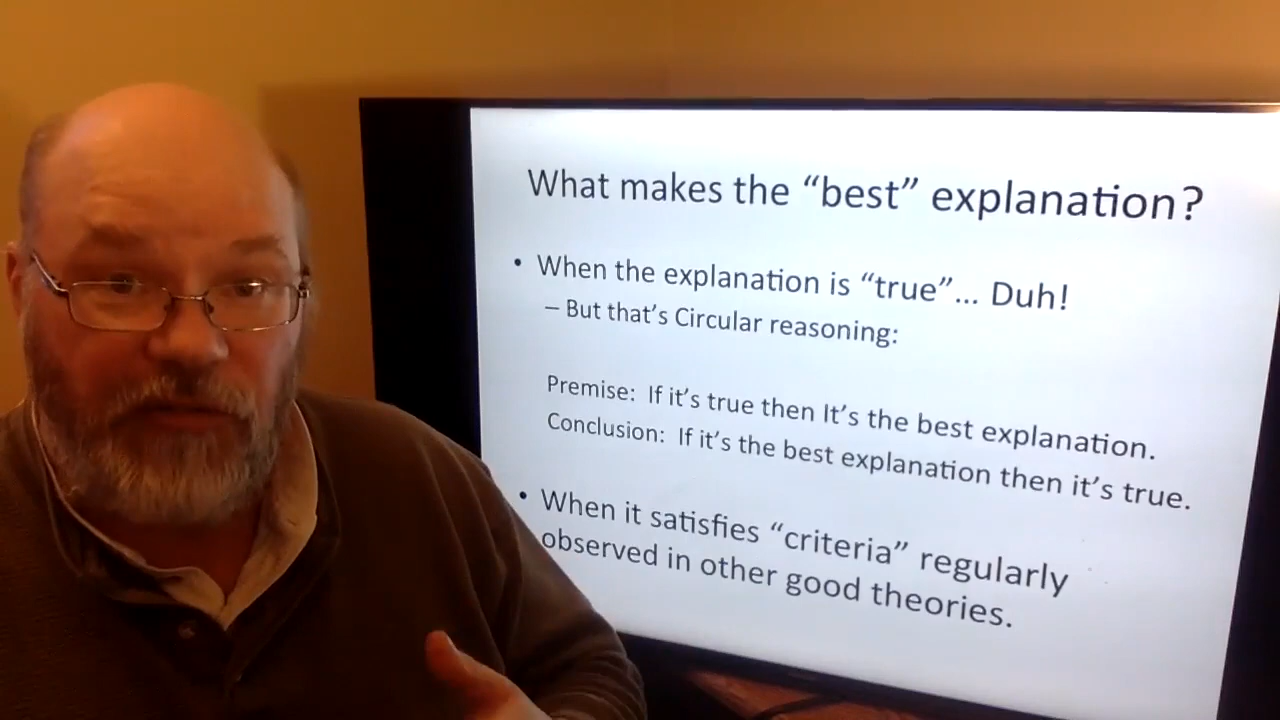 What makes the “best” explanation?
• When the explanation is “true”... Duh!
– But that’s Circular reasoning:
Premise: If it’s true then It’s the best explanation.
Conclusion: If it’s the best explanation then it’s true.
• When it satisfies “criteria” regularly
observed in other good theories.